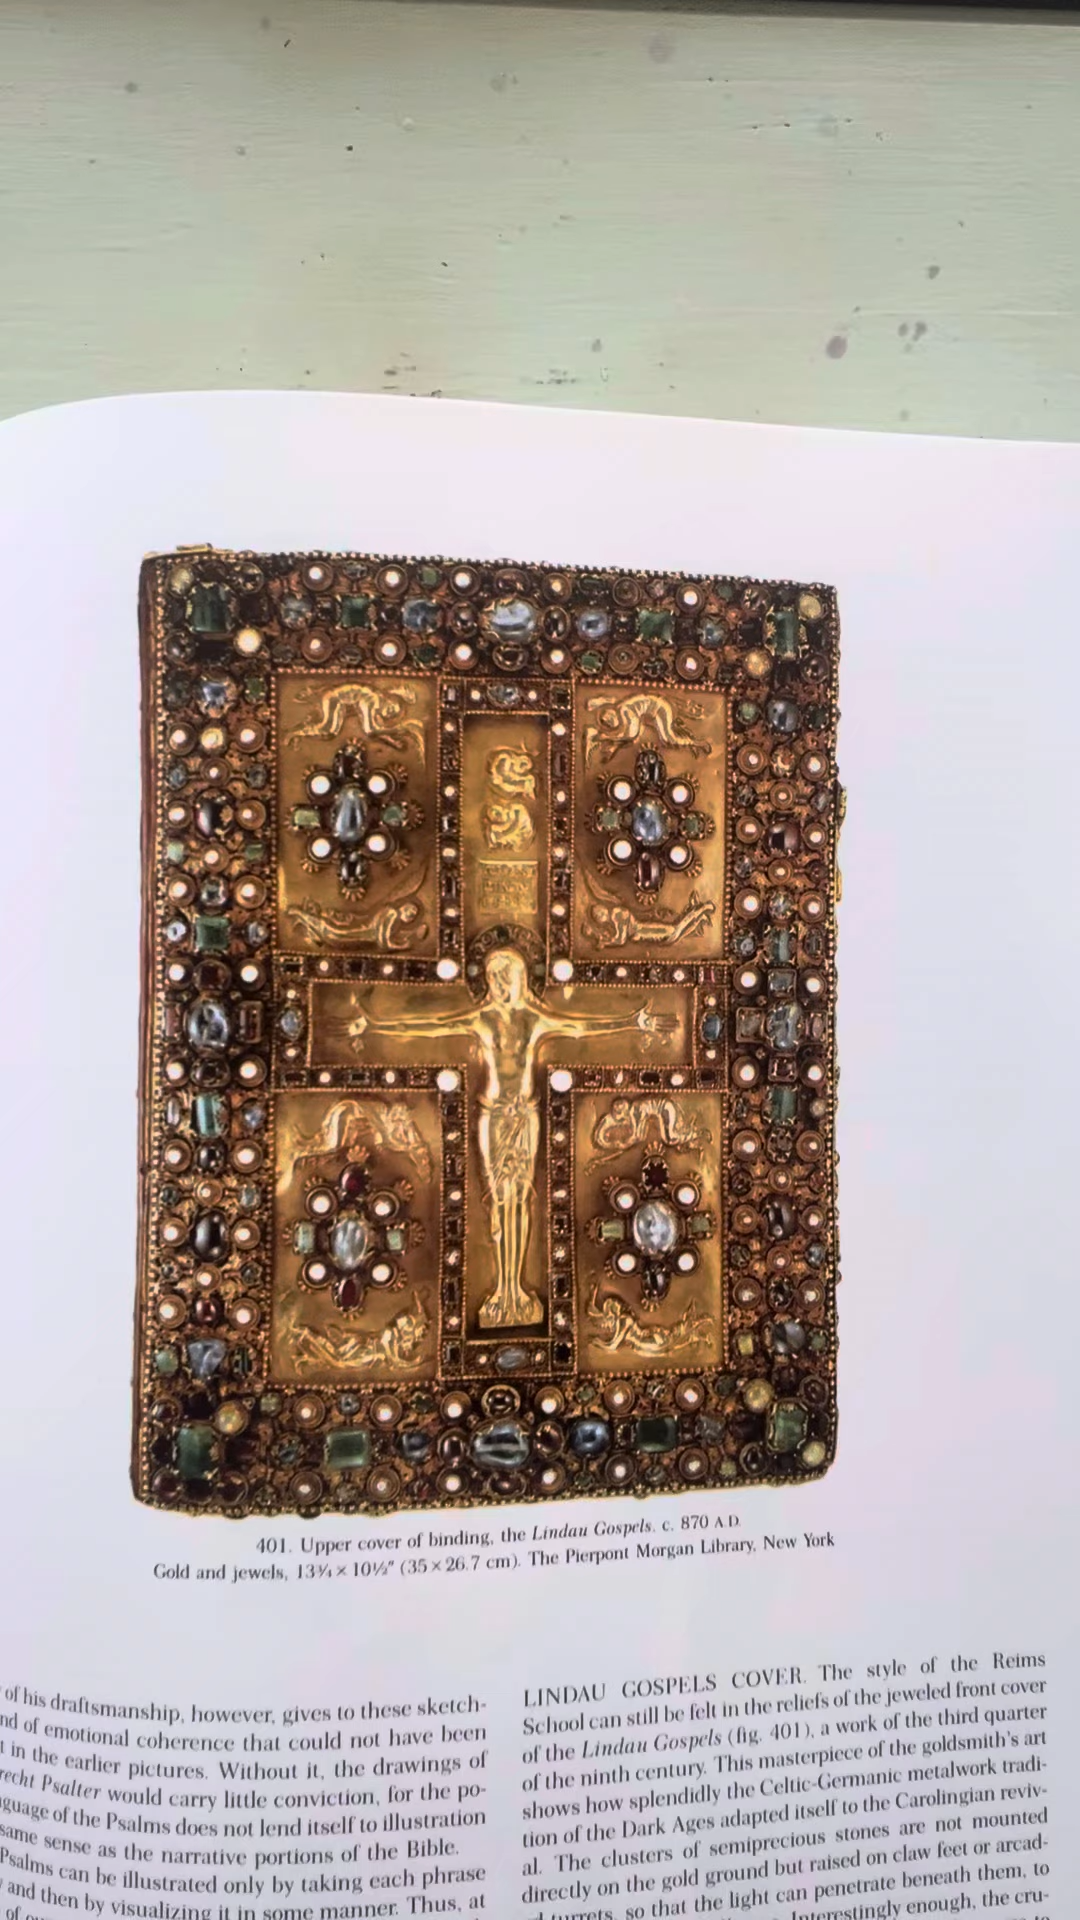 401. Upper cover of binding, the Lindau Gospels. c. 870 A.D.
Gold and jewels, 13¾ × 10½" (35 × 26.7 cm). The Pierpont Morgan Library, New York
of his draftsmanship, however, gives to these sketch-
of emotional coherence that could not have been
in the earlier pictures. Without it, the drawings of
Psalter would carry little conviction, for the po-
of the Psalms does not lend itself to illustration
same sense as the narrative portions of the Bible.
Psalms can be illustrated only by taking each phrase
and then by visualizing it in some manner. Thus, at
of
LINDAU GOSPELS COVER. The style of the Reims
School can still be felt in the reliefs of the jeweled front cover
of the Lindau Gospels (fig. 401), a work of the third quarter
of the ninth century. This masterpiece of the goldsmith's art
shows how splendidly the Celtic-Germanic metalwork tradi-
tion of the Dark Ages adapted itself to the Carolingian reviv-
al. The clusters of semiprecious stones are not mounted
directly on the gold ground but raised on claw feet or arcad-
ed turrets, so that the light can penetrate beneath them, to
Interestingly enough, the cru-